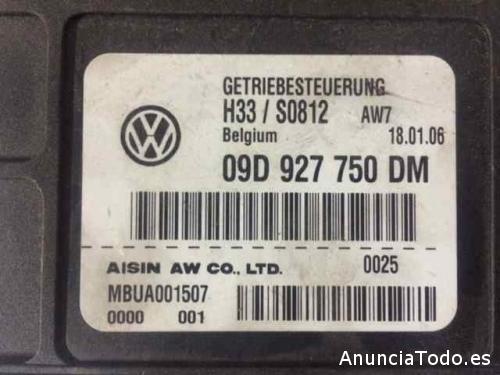 GETRIEBESTEUERUNG
H33 / S0812 AW7
Belgium 18.01.06
09D 927 750 DM
AISIN AW CO., LTD. 0025
MBUA001507
0000 001
AnunciaTodo.es